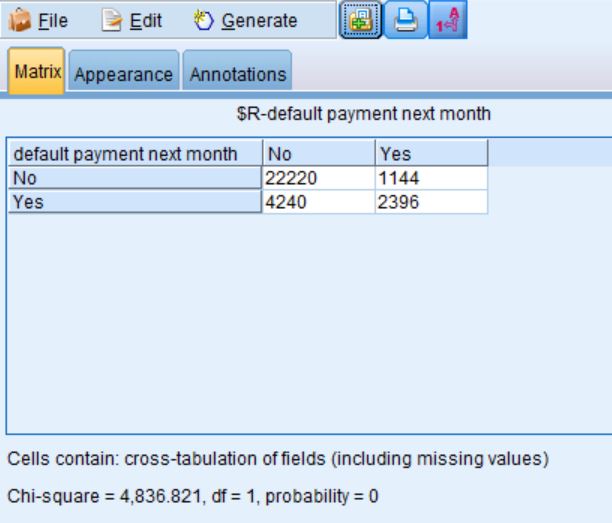 File Edit Generate
Matrix Appearance Annotations
$R-default payment next month
default payment next month No Yes
No 22220 1144
Yes 4240 2396
Cells contain: cross-tabulation of fields (including missing values)
Chi-square = 4,836.821, df = 1, probability = 0